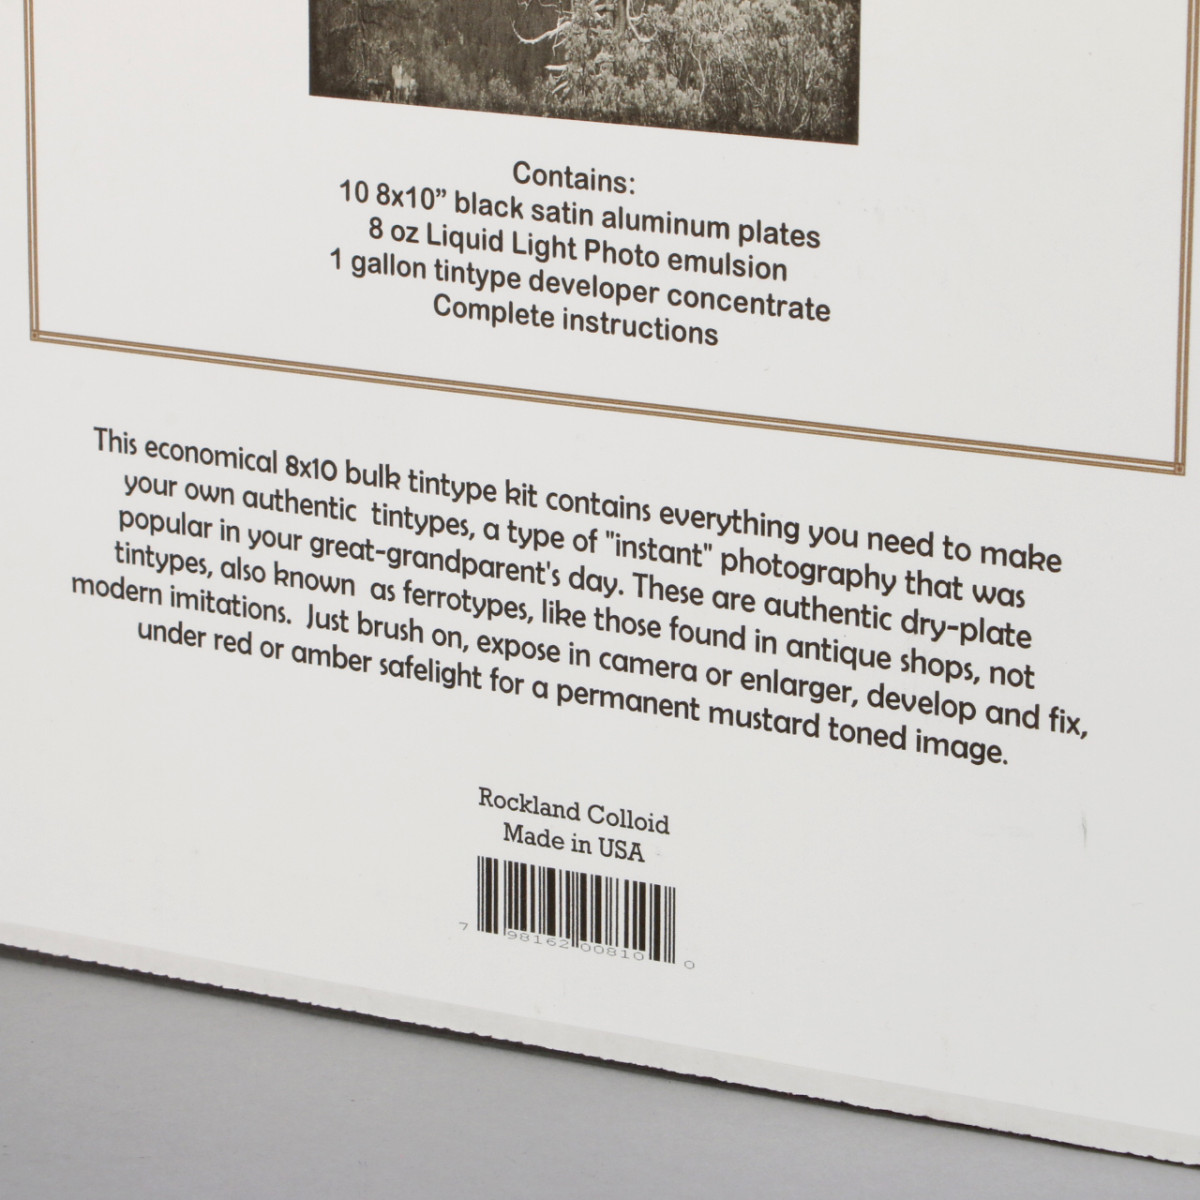 Contains:
10 8x10” black satin aluminum plates
8 oz Liquid Light Photo emulsion
1 gallon tintype developer concentrate
Complete instructions
This economical 8x10 bulk tintype kit contains everything you need to make
your own authentic  tintypes, a type of "instant" photography that was
popular in your great-grandparent's day. These are authentic dry-plate
tintypes, also known  as ferrotypes, like those found in antique shops, not
modern imitations.  Just brush on, expose in camera or enlarger, develop and fix,
under red or amber safelight for a permanent mustard toned image.
Rockland Colloid
Made in USA
7 98162 00810 0